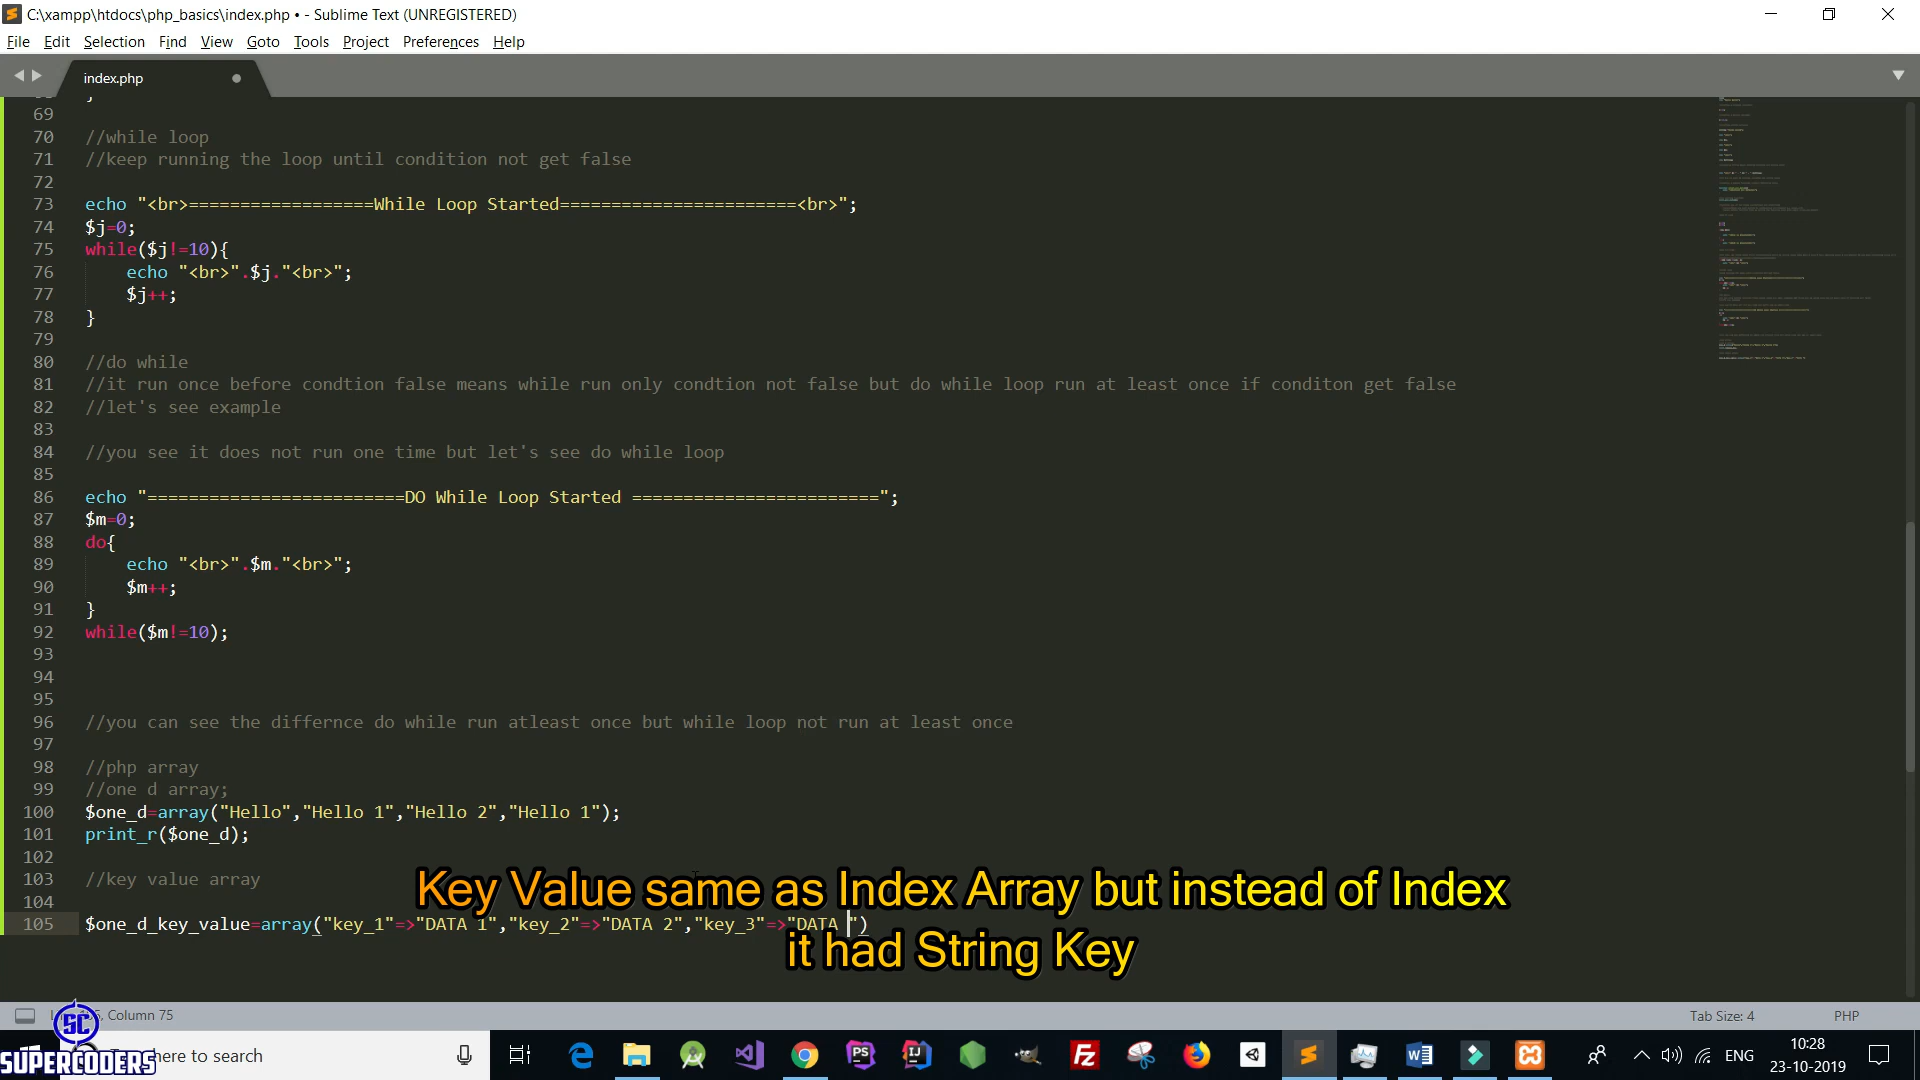 C:\xampp\htdocs\php_basics\index.php • - Sublime Text (UNREGISTERED)
File Edit Selection Find View Goto Tools Project Preferences Help
index.php
69
70 //while loop
71 //keep running the loop until condition not get false
72
73 echo "<br>==================While Loop Started=======================<br>";
74 $j=0;
75 while($j!=10){
76 echo "<br>".$j."<br>";
77 $j++;
78 }
79
80 //do while
81 //it run once before condtion false means while run only condtion not false but do while loop run at least once if conditon get false
82 //let's see example
83
84 //you see it does not run one time but let's see do while loop
85
86 echo "=========================DO While Loop Started ========================";
87 $m=0;
88 do{
89 echo "<br>".$m."<br>";
90 $m++;
91 }
92 while($m!=10);
93
94
95
96 //you can see the differnce do while run atleast once but while loop not run at least once
97
98 //php array
99 //one d array;
100 $one_d=array("Hello","Hello 1","Hello 2","Hello 1");
101 print_r($one_d);
102
103 //key value array
104
105 $one_d_key_value=array("key_1"=>"DATA 1","key_2"=>"DATA 2","key_3"=>"DATA ")
Key Value same as Index Array but instead of Index
it had String Key
Column 75
Tab Size: 4 PHP
SC
SUPERCODERS
here to search
ENG
10:28
23-10-2019